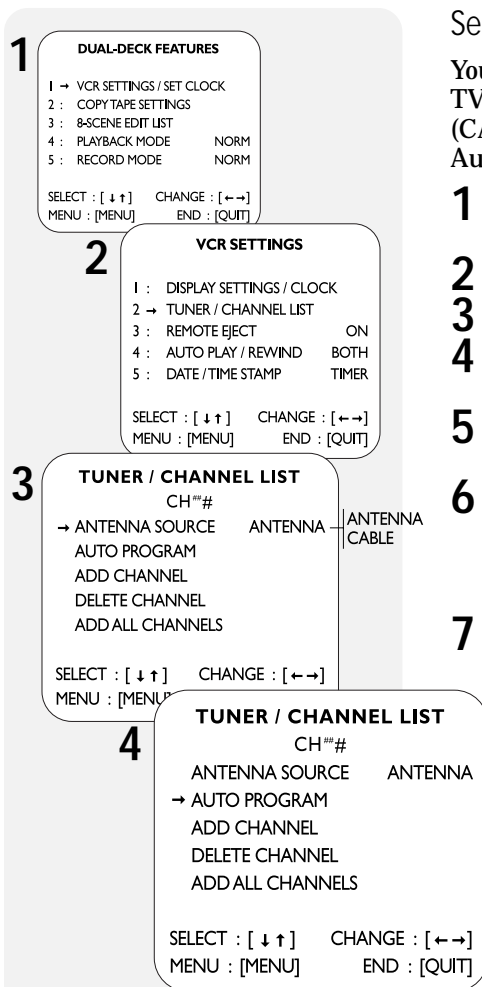 1
DUAL-DECK FEATURES
1 → VCR SETTINGS / SET CLOCK
2 : COPY TAPE SETTINGS
3 : 8-SCENE EDIT LIST
4 : PLAYBACK MODE NORM
5 : RECORD MODE NORM
SELECT : [↓↑] CHANGE : [←→]
MENU : [MENU] END : [QUIT]
2
VCR SETTINGS
1 : DISPLAY SETTINGS / CLOCK
2 → TUNER / CHANNEL LIST
3 : REMOTE EJECT ON
4 : AUTO PLAY / REWIND BOTH
5 : DATE / TIME STAMP TIMER
SELECT : [↓↑] CHANGE : [←→]
MENU : [MENU] END : [QUIT]
3
TUNER / CHANNEL LIST
CH###
→ ANTENNA SOURCE ANTENNA
ANTENNA
CABLE
AUTO PROGRAM
ADD CHANNEL
DELETE CHANNEL
ADD ALL CHANNELS
SELECT : [↓↑] CHANGE : [←→]
MENU : [MENU]
4
TUNER / CHANNEL LIST
CH###
ANTENNA SOURCE ANTENNA
→ AUTO PROGRAM
ADD CHANNEL
DELETE CHANNEL
ADD ALL CHANNELS
SELECT : [↓↑] CHANGE : [←→]
MENU : [MENU] END : [QUIT]
Se
You
TV
(CA
Au
1
2
3
4
5
6
7